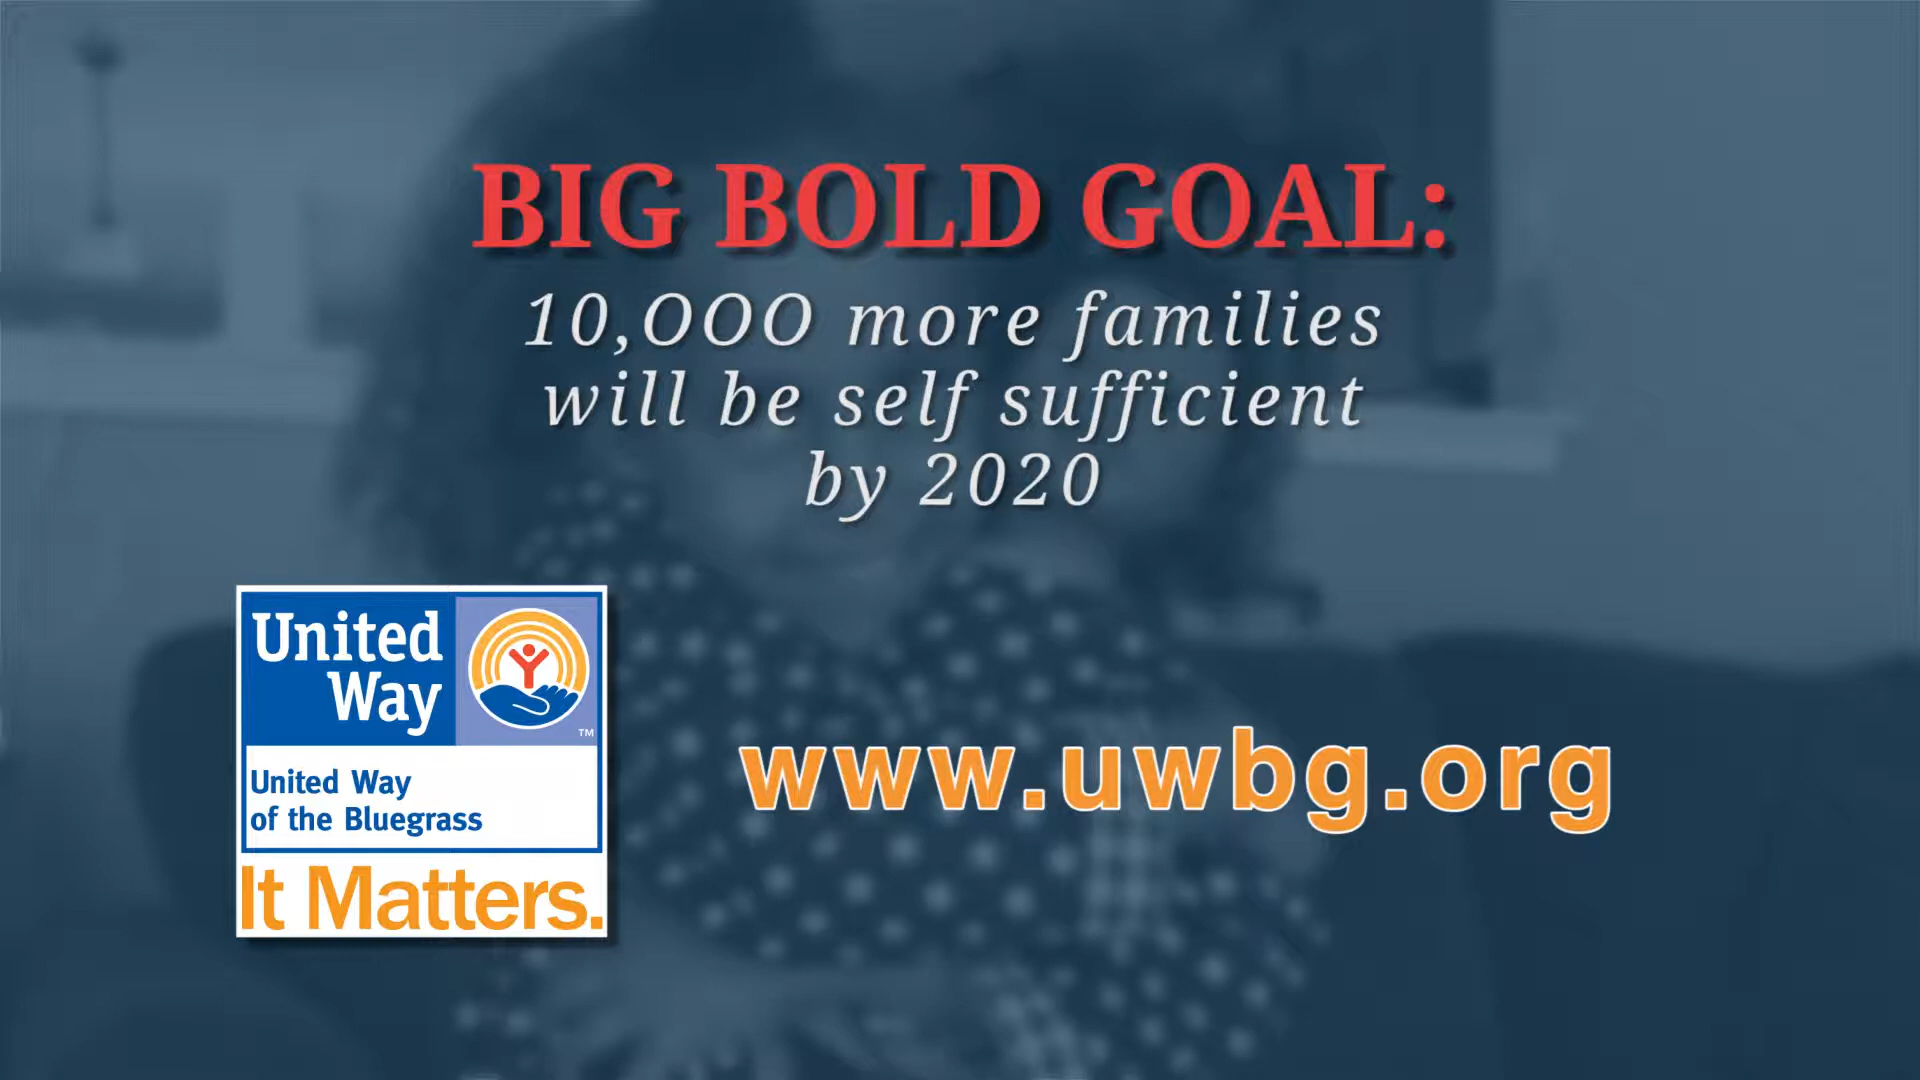 BIG BOLD GOAL:
10,OOO more families
will be self sufficient
by 2020
United
Way
TM
United Way
of the Bluegrass
It Matters.
www.uwbg.org